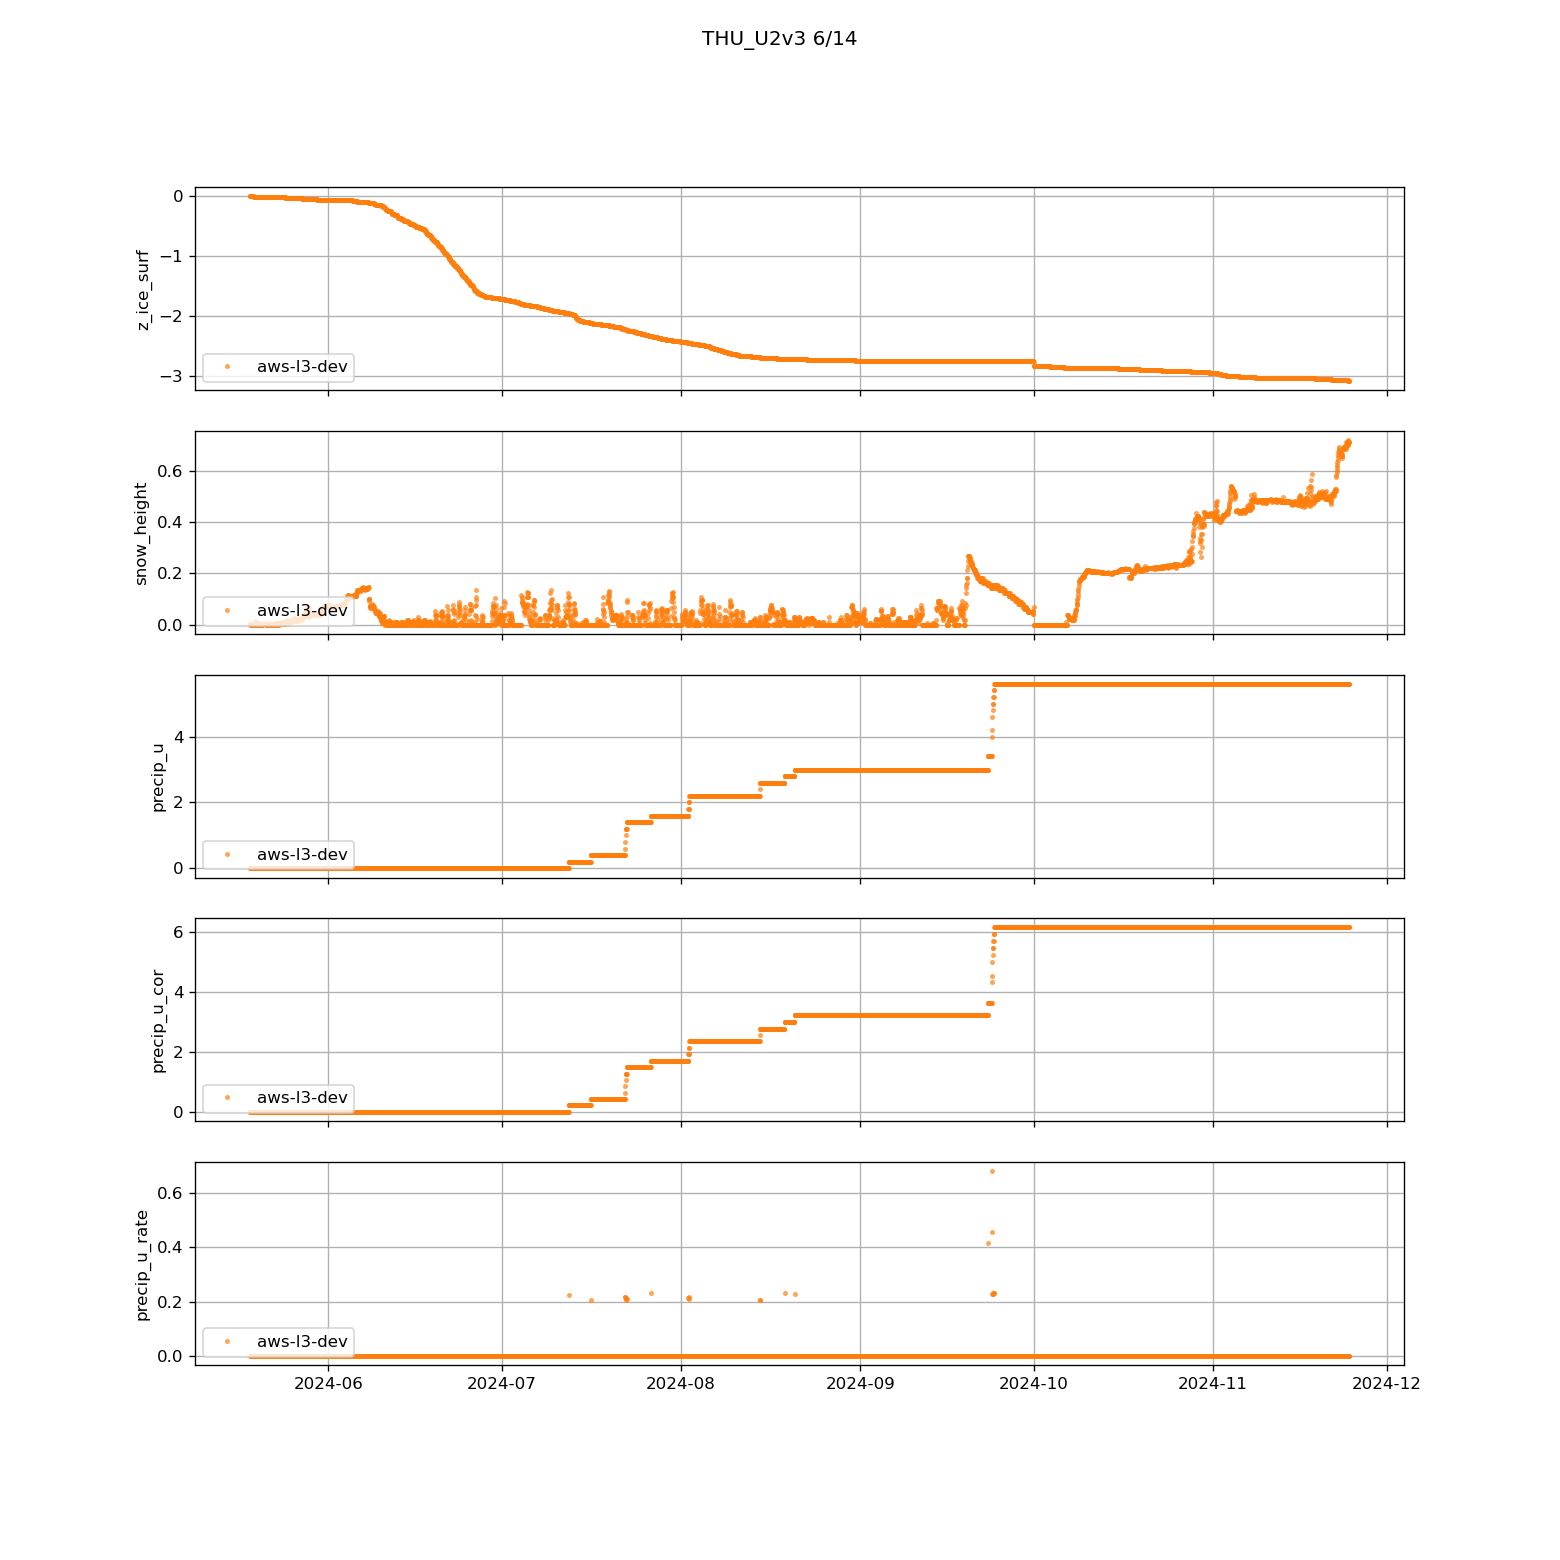 THU_U2v3 6/14
0
−1
−2
−3
z_ice_surf
aws-l3-dev
0.6
0.4
0.2
0.0
snow_height
aws-l3-dev
4
2
0
precip_u
aws-l3-dev
6
4
2
0
precip_u_cor
aws-l3-dev
0.6
0.4
0.2
0.0
precip_u_rate
aws-l3-dev
2024-06 2024-07 2024-08 2024-09 2024-10 2024-11 2024-12